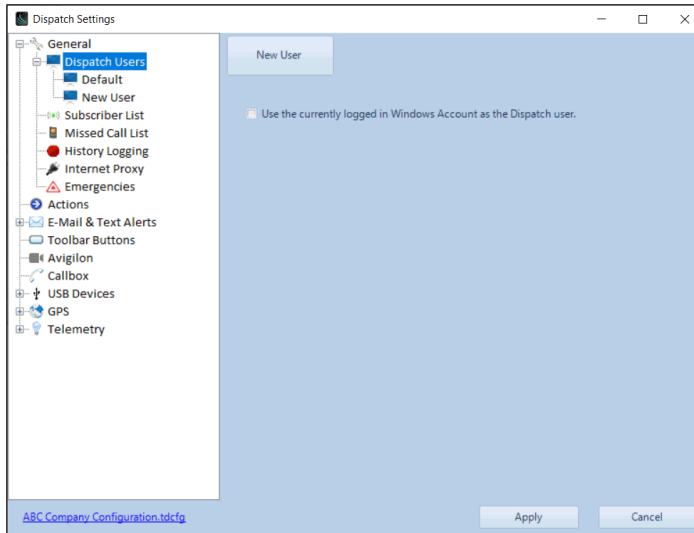 Dispatch Settings
General
New User
Dispatch Users
Default
New User
Subscriber List
Use the currently logged in Windows Account as the Dispatch user.
Missed Call List
History Logging
Internet Proxy
Emergencies
Actions
E-Mail & Text Alerts
Toolbar Buttons
Avigilon
Callbox
USB Devices
GPS
Telemetry
ABC Company Configuration.tdcfg
Apply
Cancel